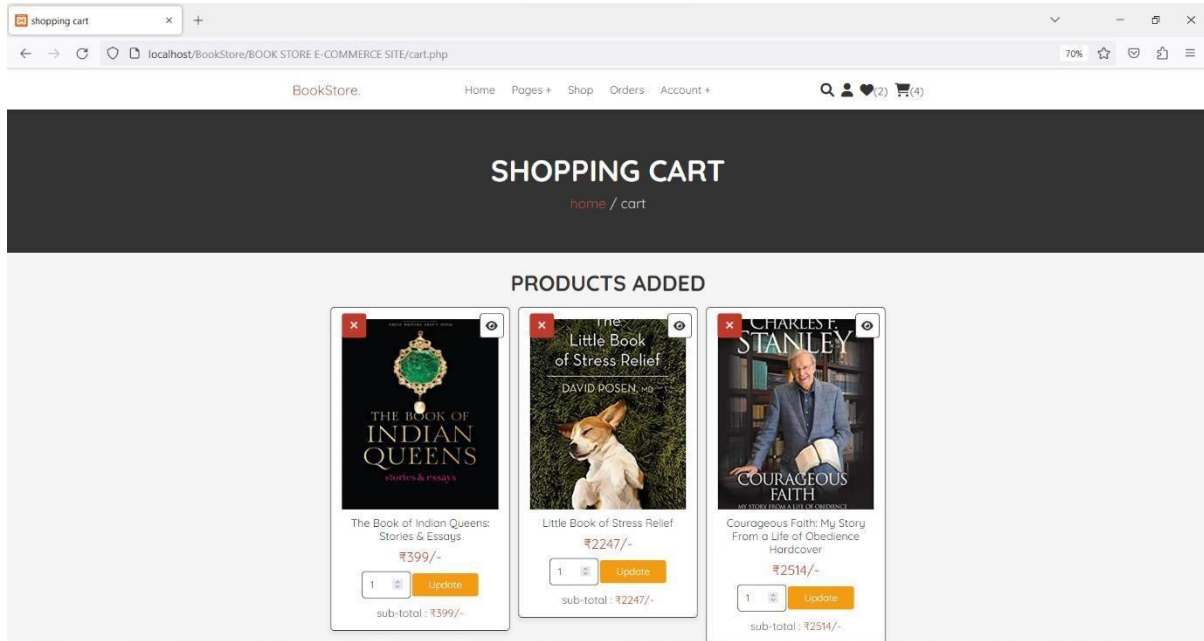 shopping cart
localhost/BookStore/BOOK STORE E-COMMERCE SITE/cart.php
70%
BookStore.
Home Pages + Shop Orders Account +
(2) (4)
SHOPPING CART
home / cart
PRODUCTS ADDED
GREAT WRITING ABOUT INDIA
THE BOOK OF
INDIAN
QUEENS
stories & essays
The Book of Indian Queens:
Stories & Essays
₹399/-
1 Update
sub-total : ₹399/-
The
Little Book
of Stress Relief
DAVID POSEN, MD
Little Book of Stress Relief
₹2247/-
1 Update
sub-total : ₹2247/-
CHARLES F.
STANLEY
COURAGEOUS
FAITH
MY STORY FROM A LIFE OF OBEDIENCE
Courageous Faith: My Story
From a Life of Obedience
Hardcover
₹2514/-
1 Update
sub-total : ₹2514/-